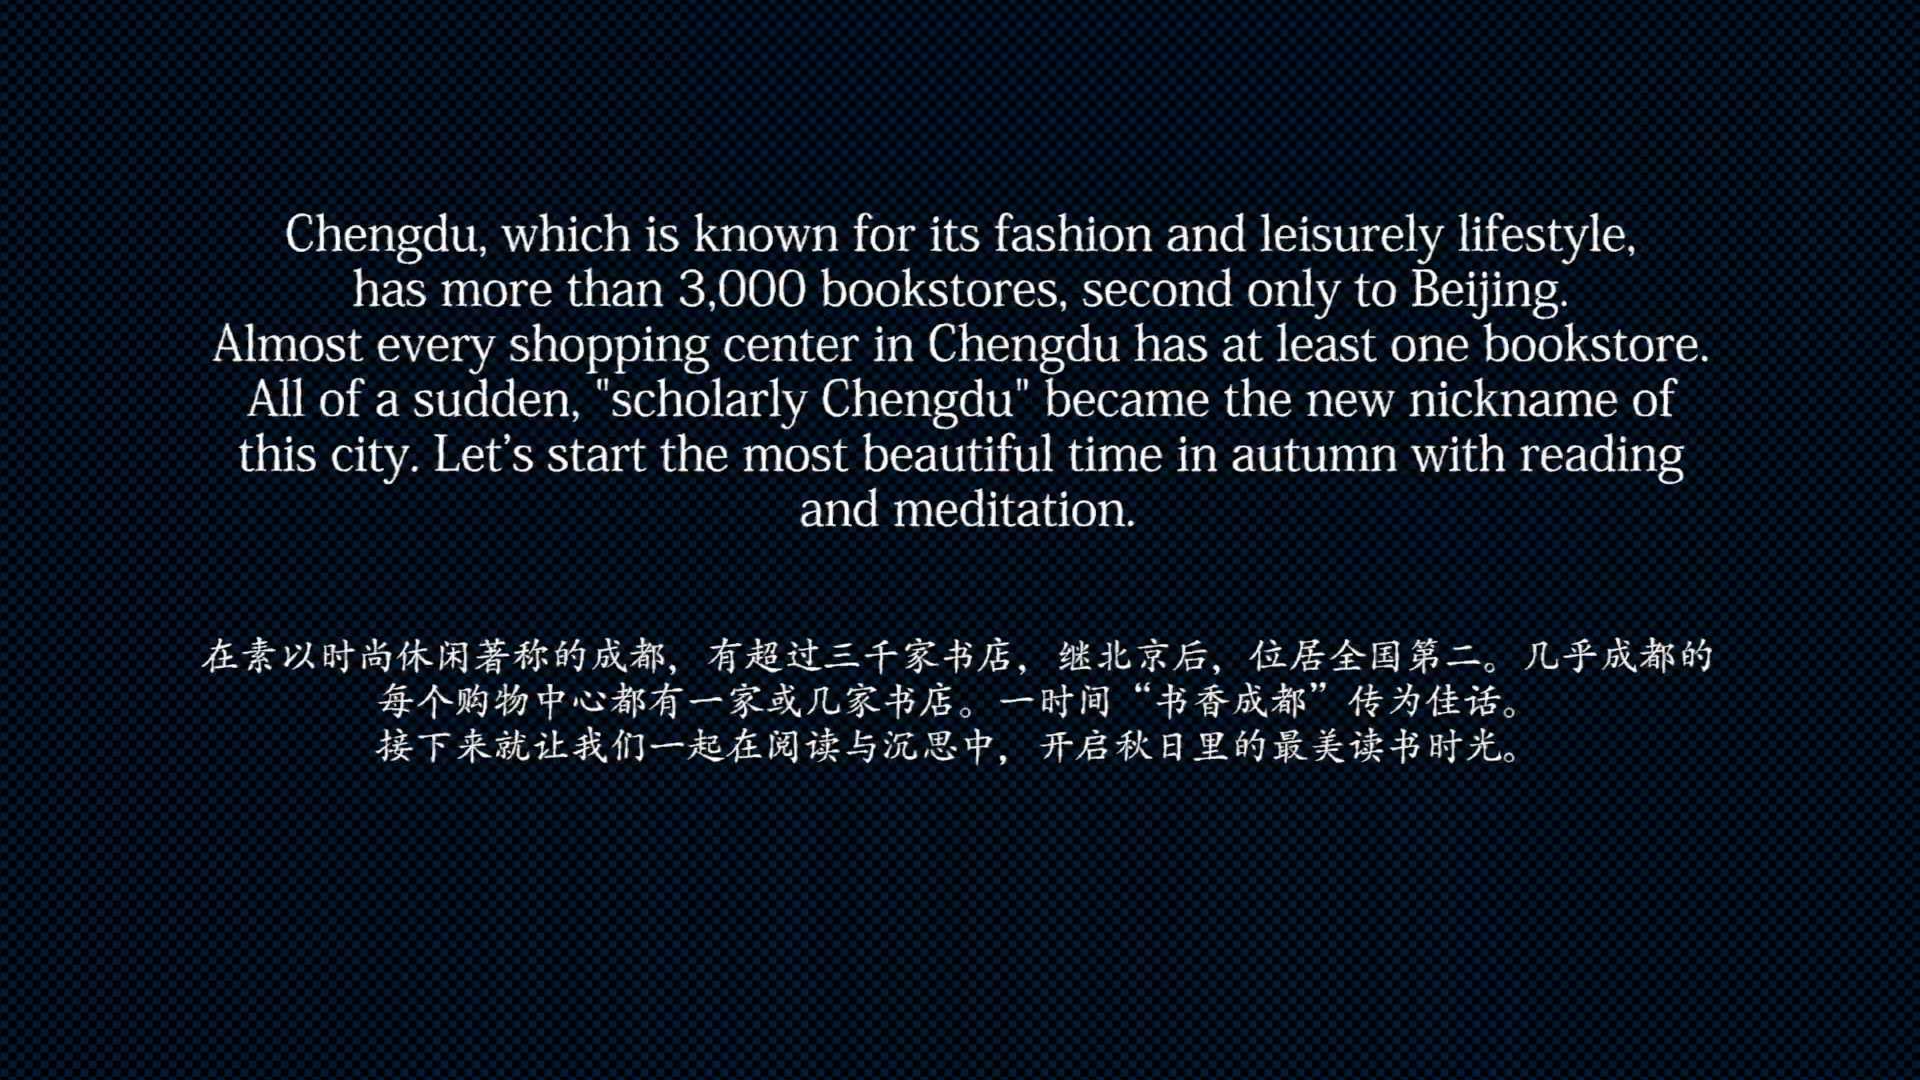 Chengdu, which is known for its fashion and leisurely lifestyle,
has more than 3,000 bookstores, second only to Beijing.
Almost every shopping center in Chengdu has at least one bookstore.
All of a sudden, "scholarly Chengdu" became the new nickname of
this city. Let’s start the most beautiful time in autumn with reading
and meditation.
在素以时尚休闲著称的成都，有超过三千家书店，继北京后，位居全国第二。几乎成都的
每个购物中心都有一家或几家书店。一时间“书香成都”传为佳话。
接下来就让我们一起在阅读与沉思中，开启秋日里的最美读书时光。